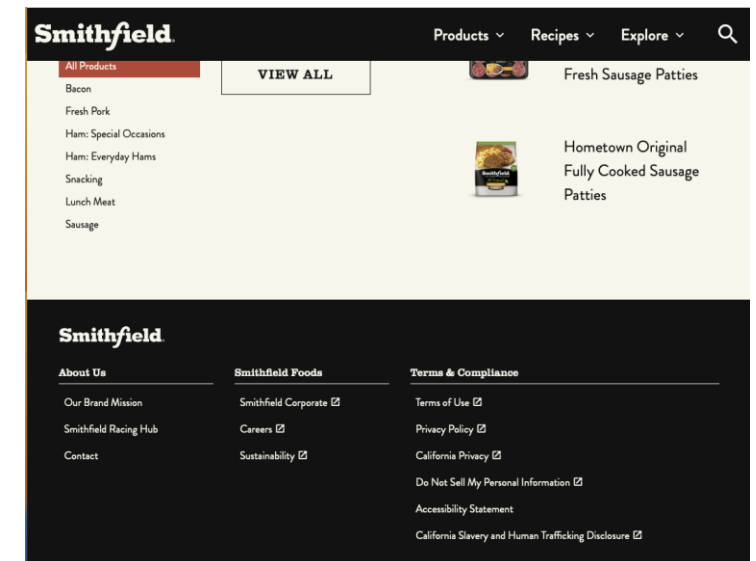 Smithfield.
Products
Recipes
Explore
All Products
Bacon
Fresh Pork
Ham: Special Occasions
Ham: Everyday Hams
Snacking
Lunch Meat
Sausage
VIEW ALL
Fresh Sausage Patties
Smithfield
Hometown Original
Fully Cooked Sausage
Patties
Smithfield.
About Us
Our Brand Mission
Smithfield Racing Hub
Contact
Smithfield Foods
Smithfield Corporate
Careers
Sustainability
Terms & Compliance
Terms of Use
Privacy Policy
California Privacy
Do Not Sell My Personal Information
Accessibility Statement
California Slavery and Human Trafficking Disclosure